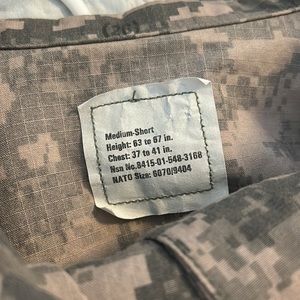 Medium-Short
Height: 63 to 67 in.
Chest: 37 to 41 in.
Nsn No.8415-01-548-3168
NATO Size: 6070/9404